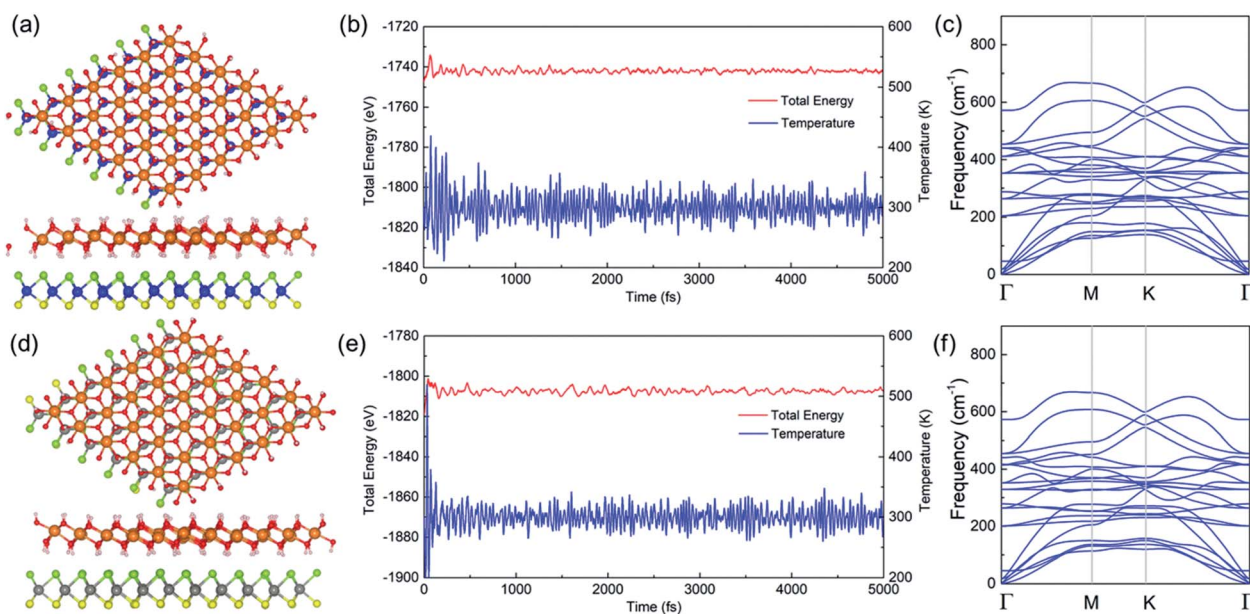 (a)
(b)
-1720
-1740
-1760
-1780
-1800
-1820
-1840
Total Energy (eV)
600
500
400
300
200
Temperature (K)
Total Energy
Temperature
0 1000 2000 3000 4000 5000
Time (fs)
(c)
800
600
400
200
0
Frequency (cm⁻¹)
Γ M K Γ
(d)
(e)
-1780
-1800
-1820
-1840
-1860
-1880
-1900
Total Energy (eV)
600
500
400
300
200
Temperature (K)
Total Energy
Temperature
0 1000 2000 3000 4000 5000
Time (fs)
(f)
800
600
400
200
0
Frequency (cm⁻¹)
Γ M K Γ